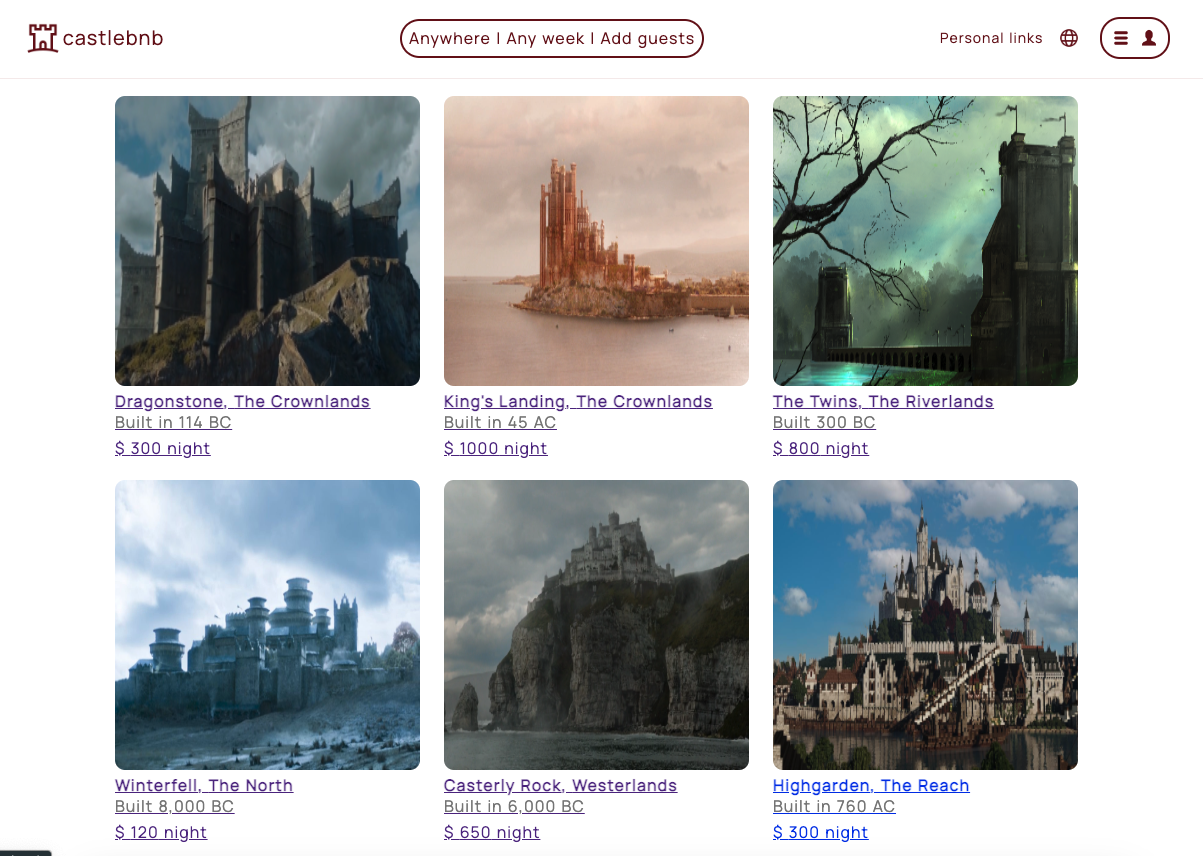 castlebnb
Anywhere | Any week | Add guests
Personal links
Dragonstone, The Crownlands
Built in 114 BC
$ 300 night
King's Landing, The Crownlands
Built in 45 AC
$ 1000 night
The Twins, The Riverlands
Built 300 BC
$ 800 night
Winterfell, The North
Built 8,000 BC
$ 120 night
Casterly Rock, Westerlands
Built in 6,000 BC
$ 650 night
Highgarden, The Reach
Built in 760 AC
$ 300 night